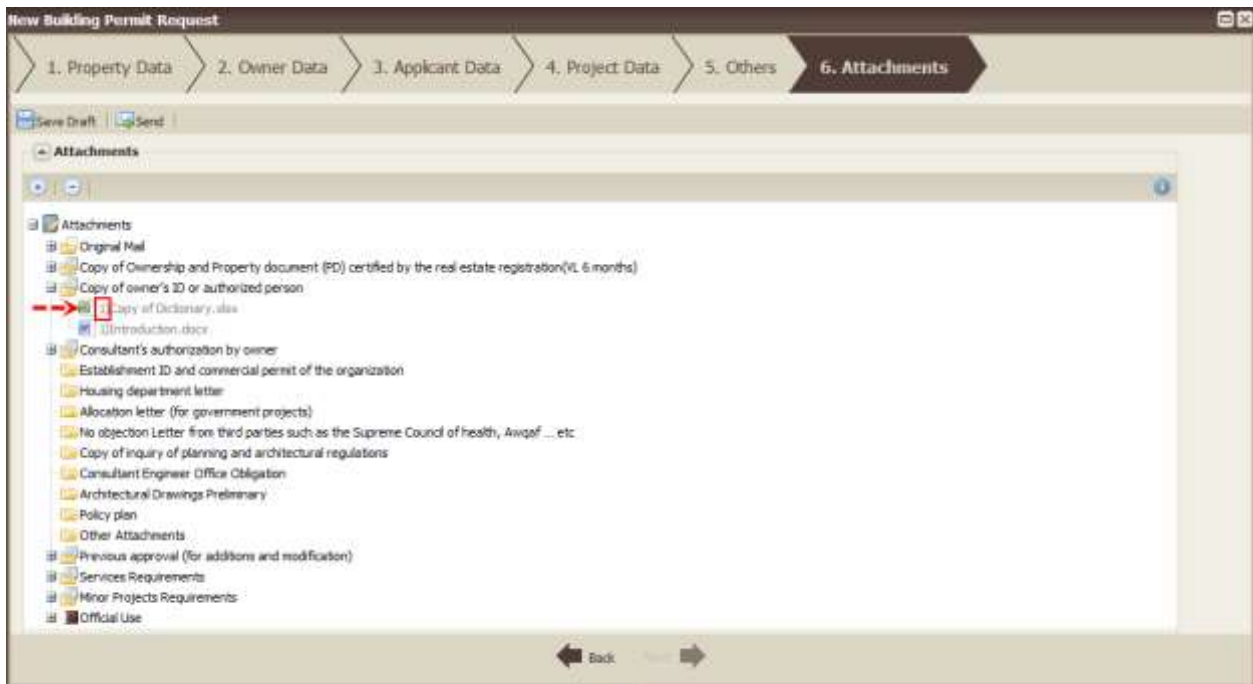 New Building Permit Request
1. Property Data 2. Owner Data 3. Applicant Data 4. Project Data 5. Others 6. Attachments
Save Draft Send
Attachments
Attachments
Original Mail
Copy of Ownership and Property document (PD) certified by the real estate registration(VL 6 months)
Copy of owner's ID or authorized person
1)Copy of Dictionary.xlsx
1)Introduction.docx
Consultant's authorization by owner
Establishment ID and commercial permit of the organization
Housing department letter
Allocation letter (for government projects)
No objection Letter from third parties such as the Supreme Council of health, Awqaf ... etc
Copy of inquiry of planning and architectural regulations
Consultant Engineer Office Obligation
Architectural Drawings Preliminary
Policy plan
Other Attachments
Previous approval (for additions and modification)
Services Requirements
Minor Projects Requirements
Official Use
Back Next